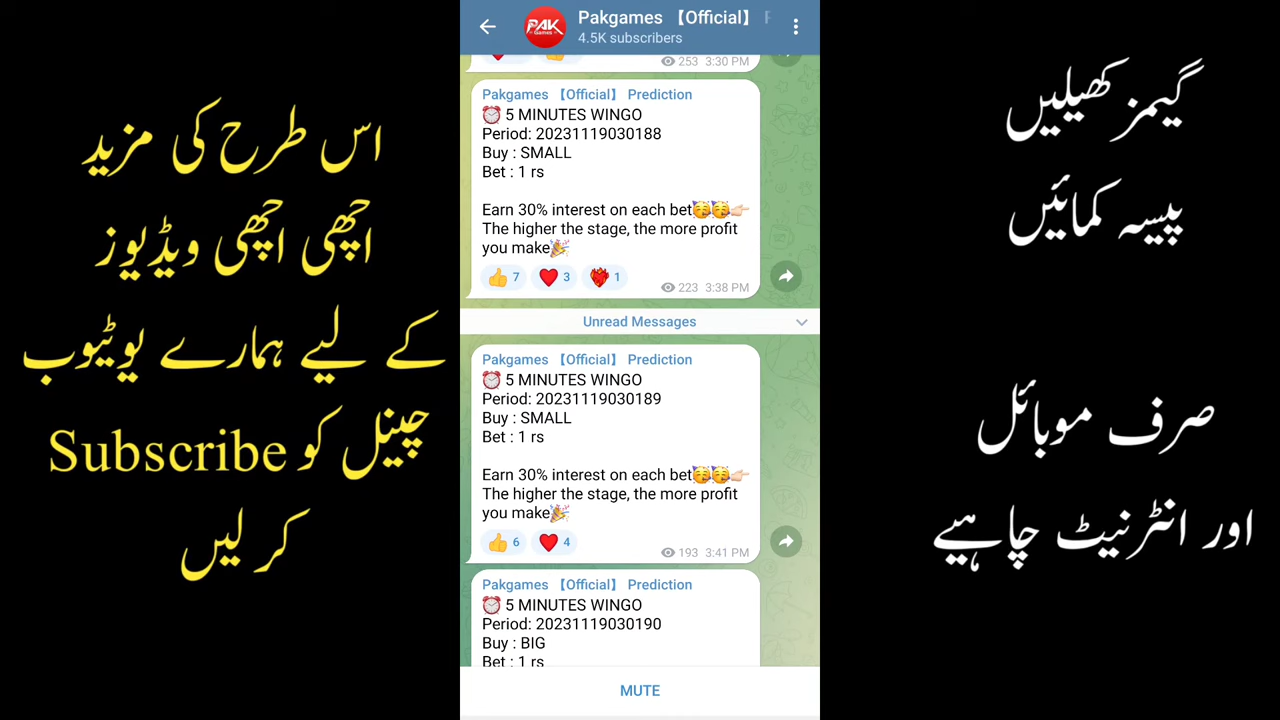 اس طرح کی مزید
اچھی اچھی ویڈیوز
کے لیے ہمارے یوٹیوب
چینل کو Subscribe
کر لیں
PAK
Games
Pakgames 【Official】 P
4.5K subscribers
253 3:30 PM
Pakgames 【Official】 Prediction
⏰ 5 MINUTES WINGO
Period: 20231119030188
Buy : SMALL
Bet : 1 rs
Earn 30% interest on each bet🥳🥳👉🏻
The higher the stage, the more profit
you make🎉
👍 7 ❤️ 3 ❤️‍🔥 1
223 3:38 PM
Unread Messages
Pakgames 【Official】 Prediction
⏰ 5 MINUTES WINGO
Period: 20231119030189
Buy : SMALL
Bet : 1 rs
Earn 30% interest on each bet🥳🥳👉🏻
The higher the stage, the more profit
you make🎉
👍 6 ❤️ 4
193 3:41 PM
Pakgames 【Official】 Prediction
⏰ 5 MINUTES WINGO
Period: 20231119030190
Buy : BIG
Bet : 1 rs
MUTE
گیمز کھیلیں
پیسہ کمائیں
صرف موبائل
اور انٹرنیٹ چاہیے